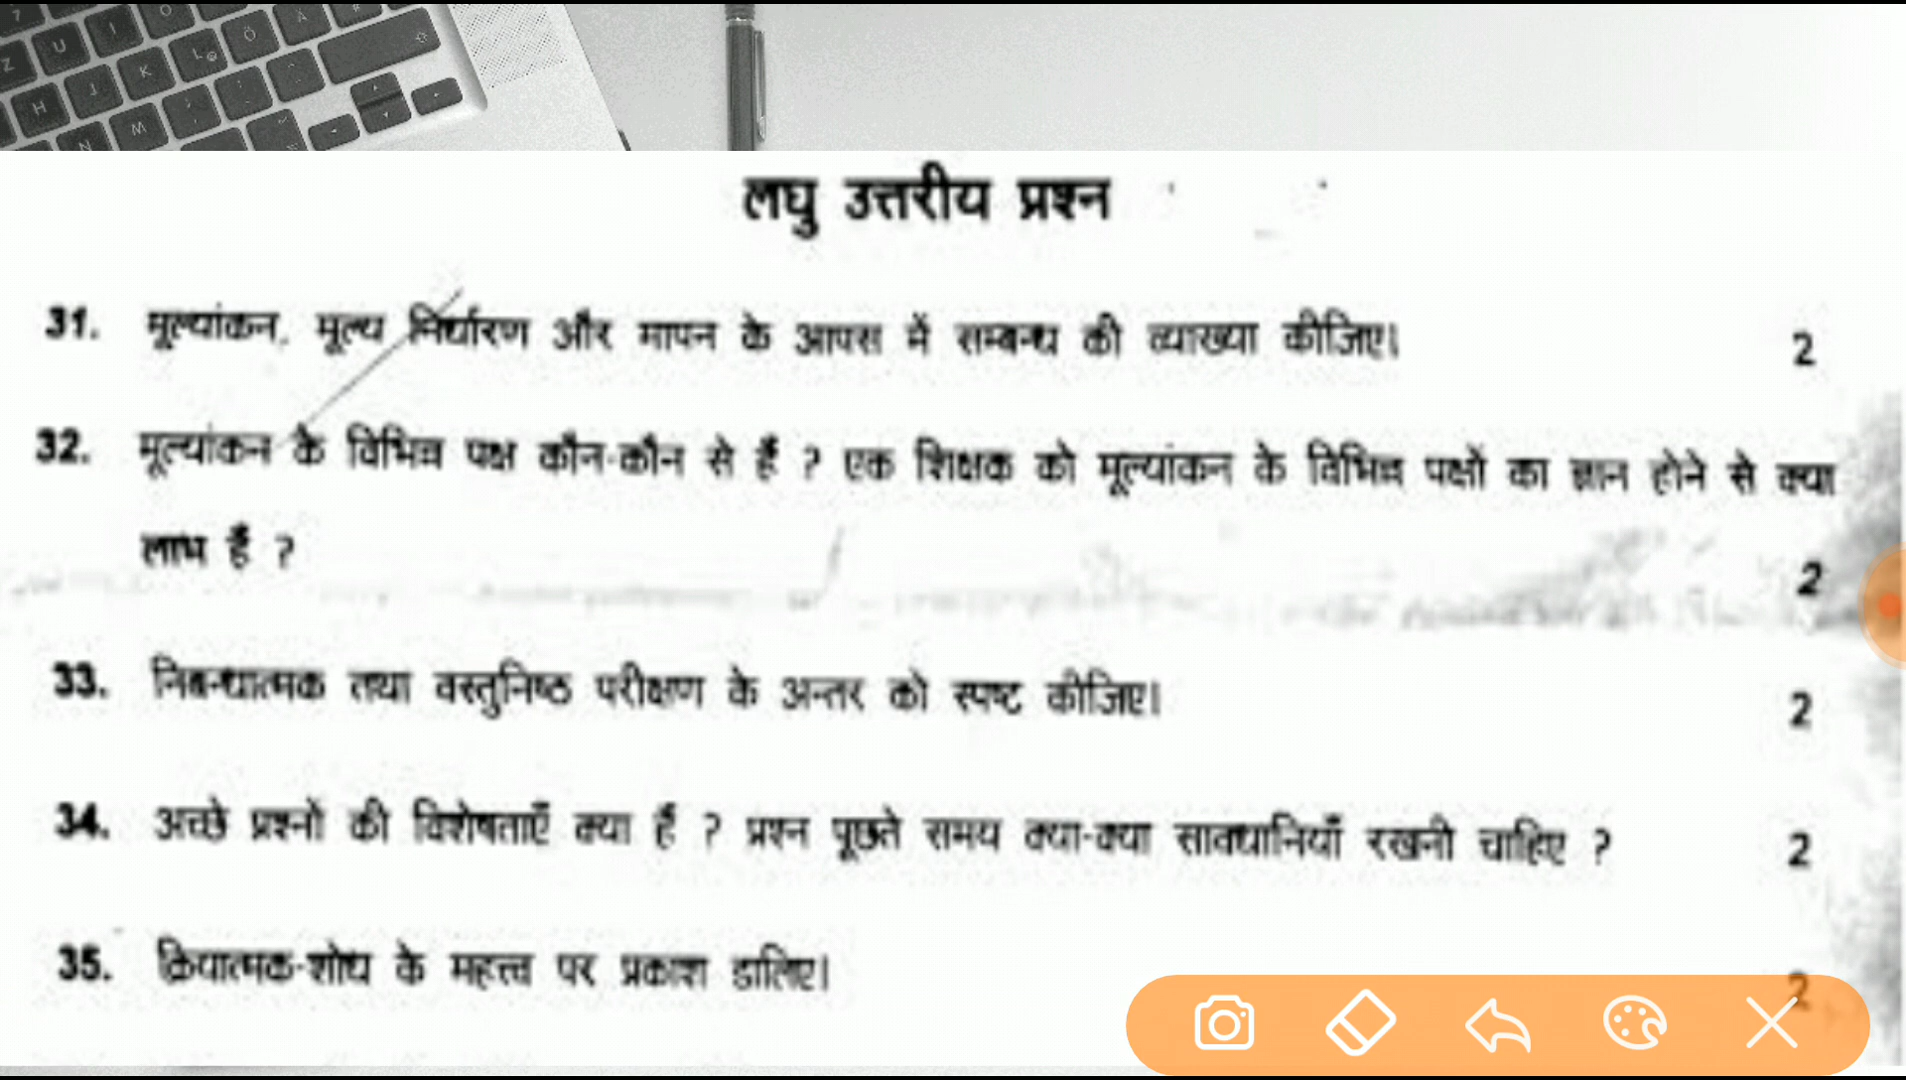 लघु उत्तरीय प्रश्न
31. मूल्यांकन, मूल्य निर्धारण और मापन के आपस में सम्बन्ध की व्याख्या कीजिए। 2
32. मूल्यांकन के विभिन्न पक्ष कौन-कौन से हैं ? एक शिक्षक को मूल्यांकन के विभिन्न पक्षों का ज्ञान होने से क्या
लाभ हैं ? 2
33. निबन्धात्मक तथा वस्तुनिष्ठ परीक्षण के अन्तर को स्पष्ट कीजिए। 2
34. अच्छे प्रश्नों की विशेषताएँ क्या हैं ? प्रश्न पूछते समय क्या-क्या सावधानियाँ रखनी चाहिए ? 2
35. क्रियात्मक-शोध के महत्त्व पर प्रकाश डालिए। 2